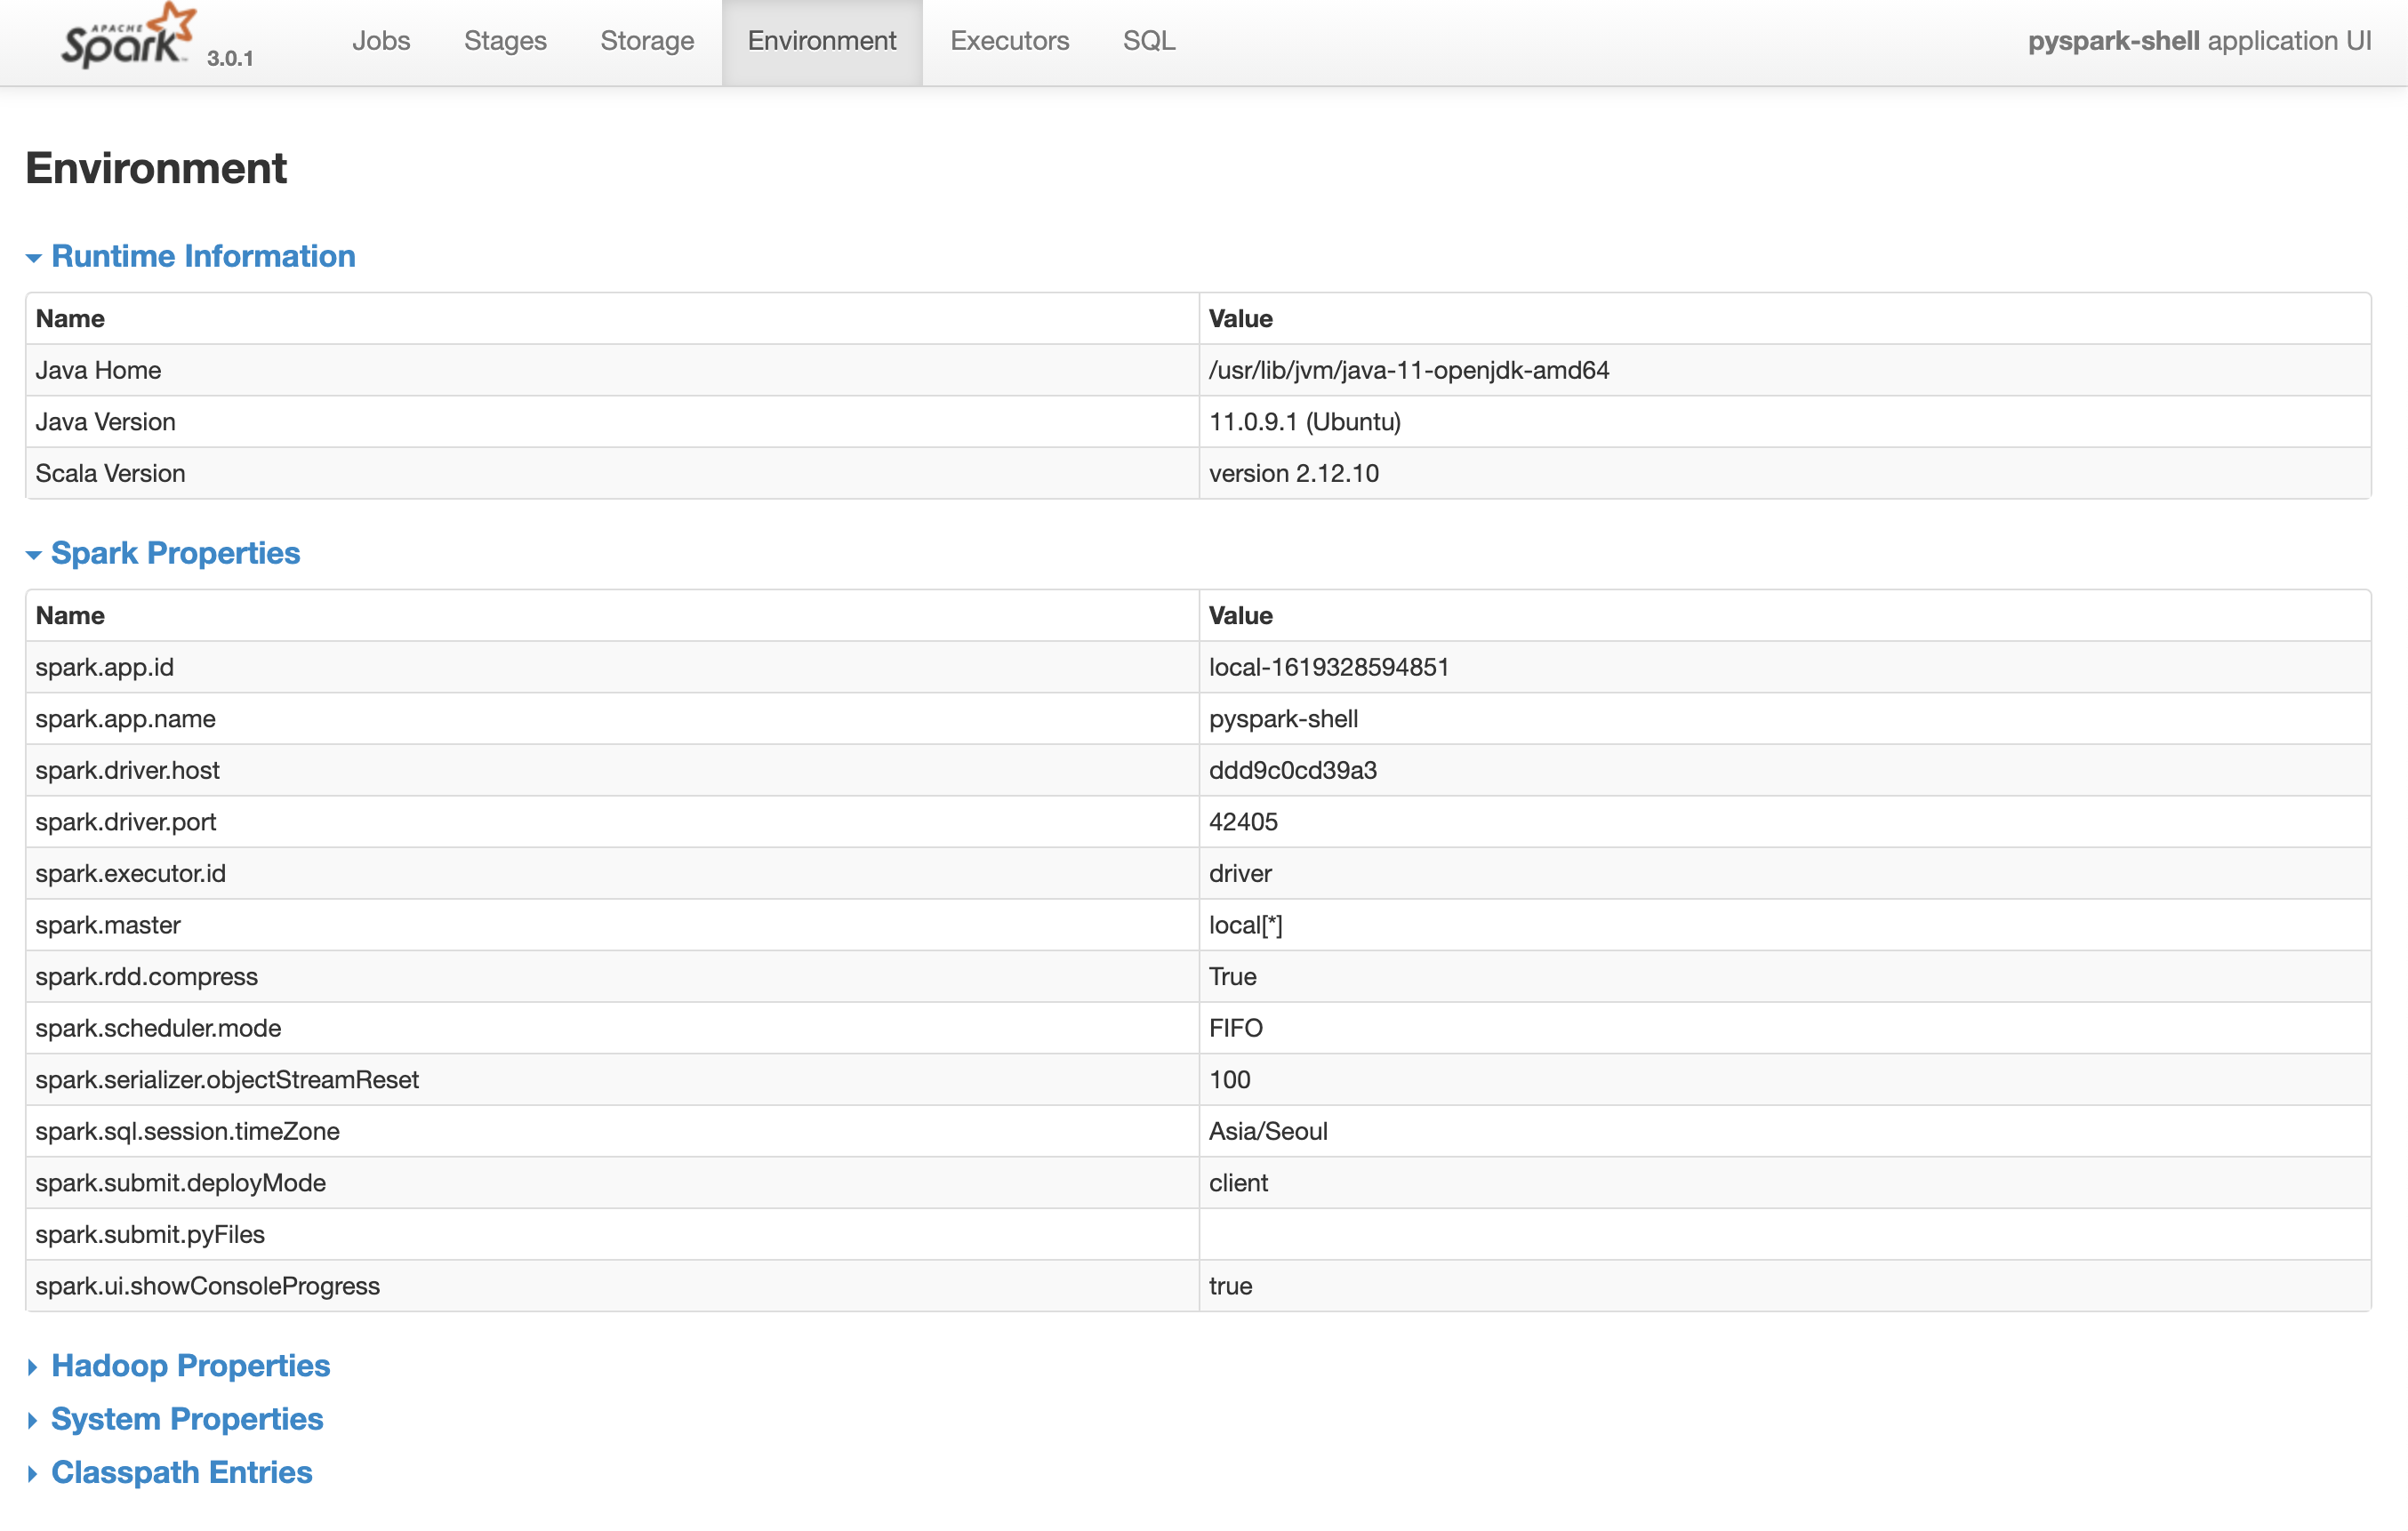 APACHE Spark 3.0.1 Jobs Stages Storage Environment Executors SQL pyspark-shell application UI
Environment
Runtime Information
Name Value
Java Home /usr/lib/jvm/java-11-openjdk-amd64
Java Version 11.0.9.1 (Ubuntu)
Scala Version version 2.12.10
Spark Properties
Name Value
spark.app.id local-1619328594851
spark.app.name pyspark-shell
spark.driver.host ddd9c0cd39a3
spark.driver.port 42405
spark.executor.id driver
spark.master local[*]
spark.rdd.compress True
spark.scheduler.mode FIFO
spark.serializer.objectStreamReset 100
spark.sql.session.timeZone Asia/Seoul
spark.submit.deployMode client
spark.submit.pyFiles
spark.ui.showConsoleProgress true
Hadoop Properties
System Properties
Classpath Entries